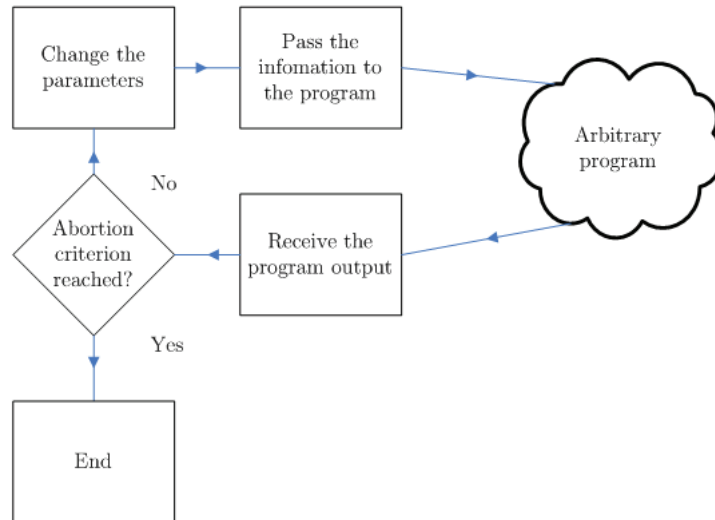 Change the
parameters
Pass the
infomation to
the program
Arbitrary
program
No
Abortion
criterion
reached?
Receive the
program output
Yes
End